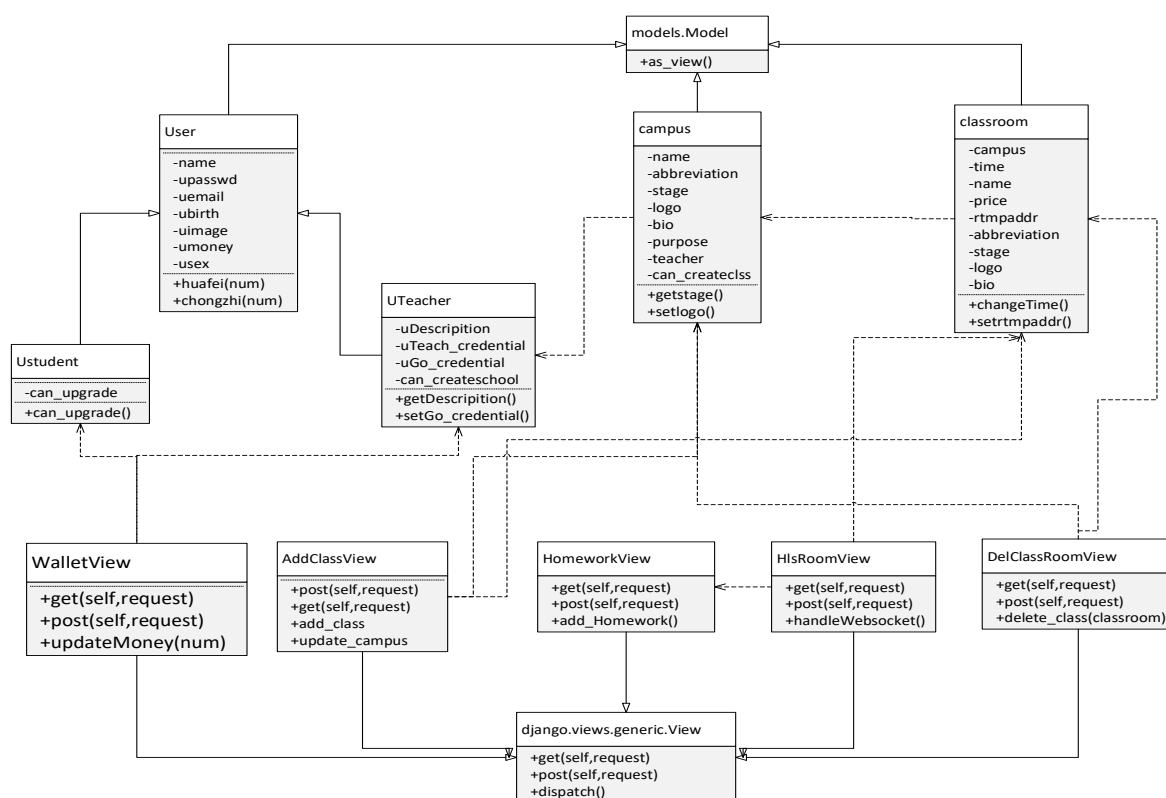 models.Model
+as_view()
User
-name
-upasswd
-uemail
-ubirth
-uimage
-umoney
-usex
+huafei(num)
+chongzhi(num)
campus
-name
-abbreviation
-stage
-logo
-bio
-purpose
-teacher
-can_createclss
+getstage()
+setlogo()
classroom
-campus
-time
-name
-price
-rtmpaddr
-abbreviation
-stage
-logo
-bio
+changeTime()
+setrtmpaddr()
UTeacher
-uDescripition
-uTeach_credential
-uGo_credential
-can_createschool
+getDescripition()
+setGo_credential()
Ustudent
-can_upgrade
+can_upgrade()
WalletView
+get(self,request)
+post(self,request)
+updateMoney(num)
AddClassView
+post(self,request)
+get(self,request)
+add_class
+update_campus
HomeworkView
+get(self,request)
+post(self,request)
+add_Homework()
HlsRoomView
+get(self,request)
+post(self,request)
+handleWebsocket()
DelClassRoomView
+get(self,request)
+post(self,request)
+delete_class(classroom)
django.views.generic.View
+get(self,request)
+post(self,request)
+dispatch()